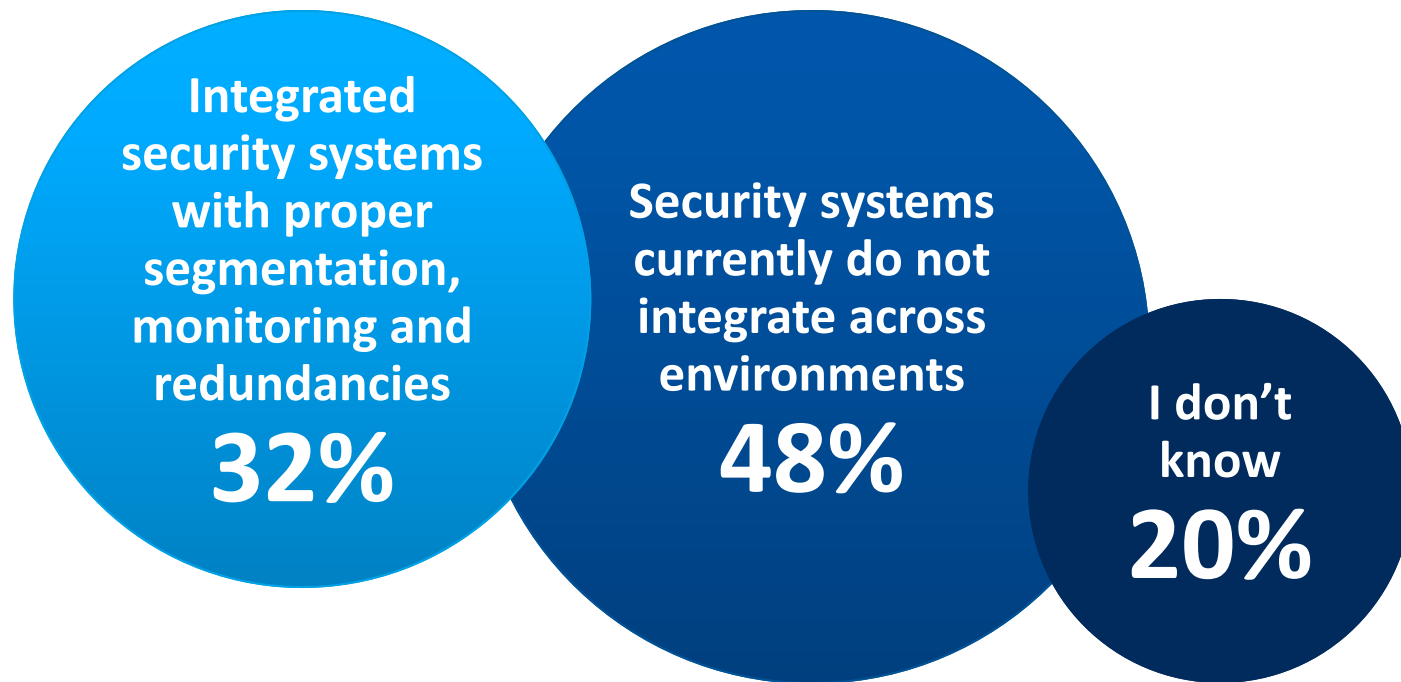 Integrated
security systems
with proper
segmentation,
monitoring and
redundancies
32%
Security systems
currently do not
integrate across
environments
48%
I don’t
know
20%